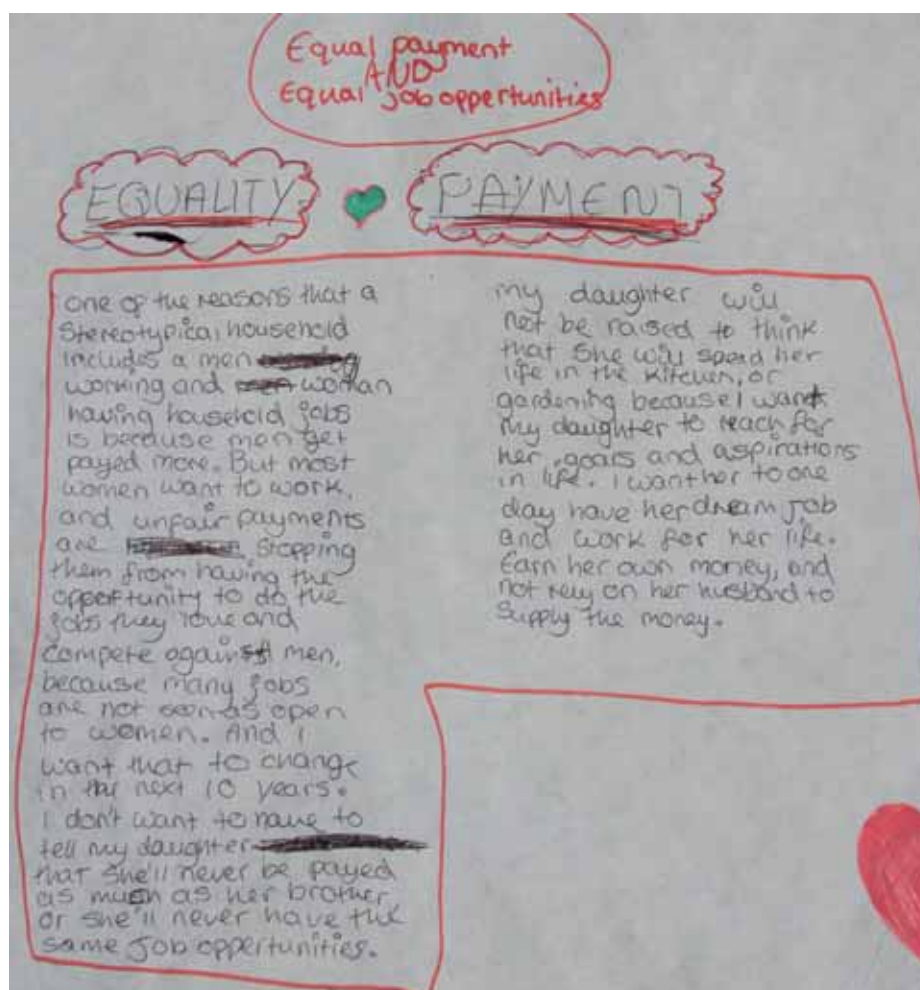 Equal payment
AND
Equal job oppertunities
EQUALITY
PAYMENT
one of the reasons that a
Stereotypical household
includes a men
working and woman
having household jobs
is because men get
payed more. But most
women want to work,
and unfair payments
are stopping
them from having the
oppertunity to do the
jobs they love and
compete against men,
because many jobs
are not as open
to women. And I
want that to change
in the next 10 years.
I don't want to have to
tell my daughter
that she'll never be payed
as much as her brother
or she'll never have the
same job oppertunities.
my daughter will
not be raised to think
that she will spend her
life in the kitchen, or
gardening because I want
my daughter to reach for
her goals and aspirations
in life. I want her to one
day have her dream job
and work for her life.
Earn her own money, and
not rely on her husband to
supply the money.